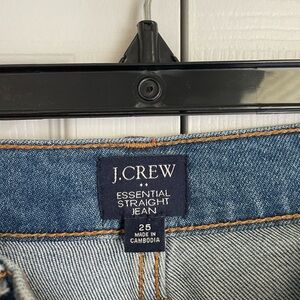 J.CREW
ESSENTIAL
STRAIGHT
JEAN
25
MADE IN
CAMBODIA